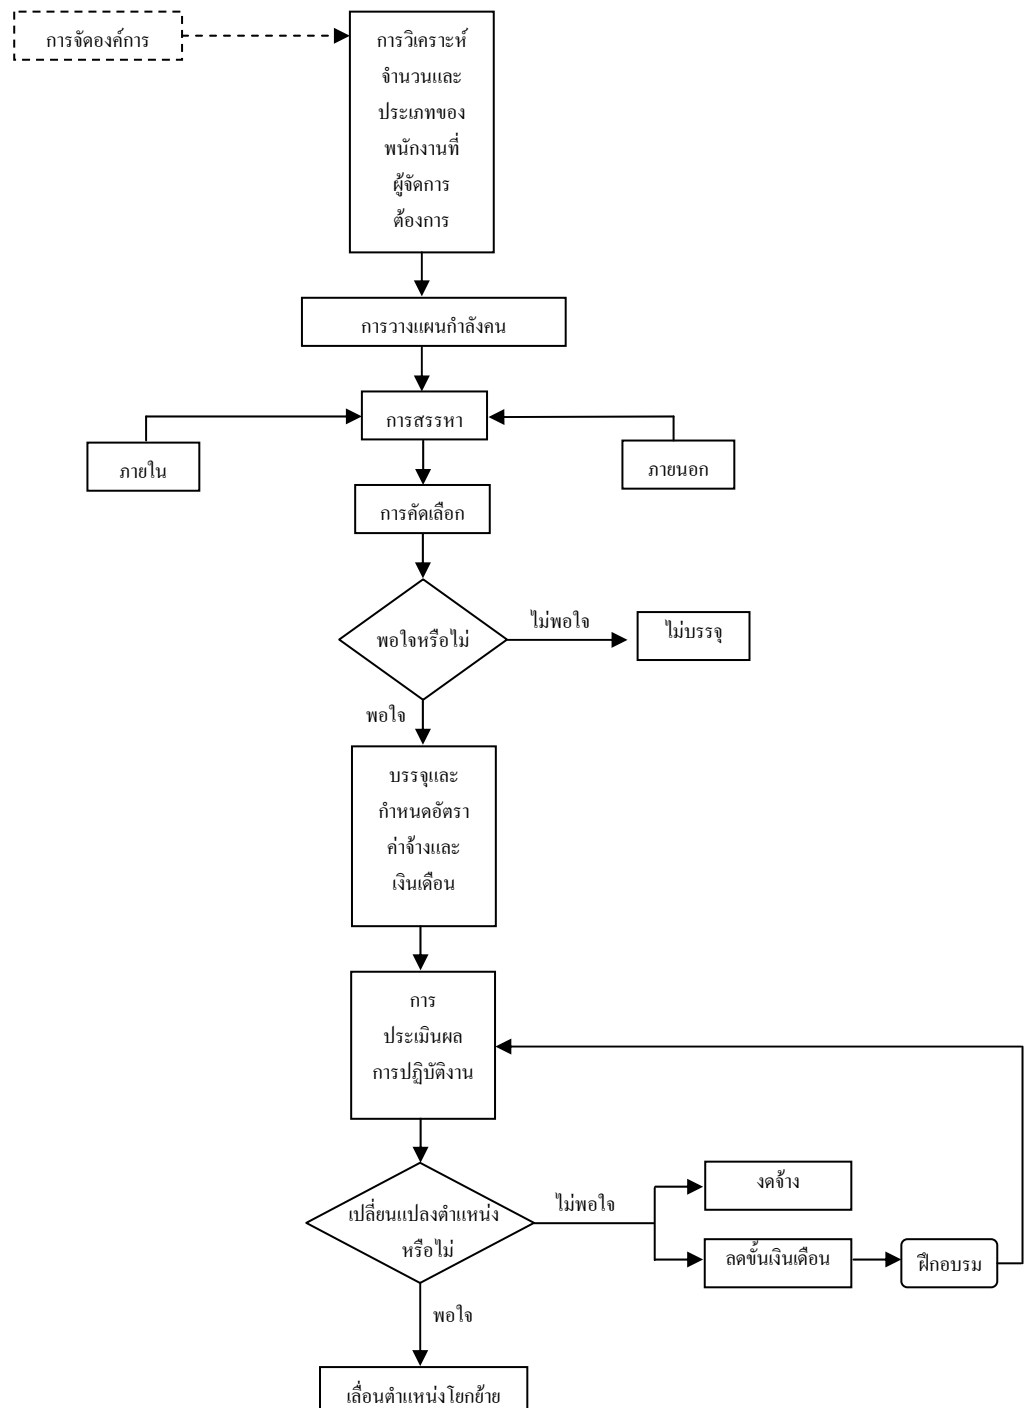 การจัดองค์การ
การวิเคราะห์
จำนวนและ
ประเภทของ
พนักงานที่
ผู้จัดการ
ต้องการ
การวางแผนกำลังคน
การสรรหา
ภายใน
ภายนอก
การคัดเลือก
พอใจหรือไม่
ไม่พอใจ
ไม่บรรจุ
พอใจ
บรรจุและ
กำหนดอัตรา
ค่าจ้างและ
เงินเดือน
การ
ประเมินผล
การปฏิบัติงาน
เปลี่ยนแปลงตำแหน่ง
หรือไม่
ไม่พอใจ
งดจ้าง
ลดขั้นเงินเดือน
ฝึกอบรม
พอใจ
เลื่อนตำแหน่งโยกย้าย